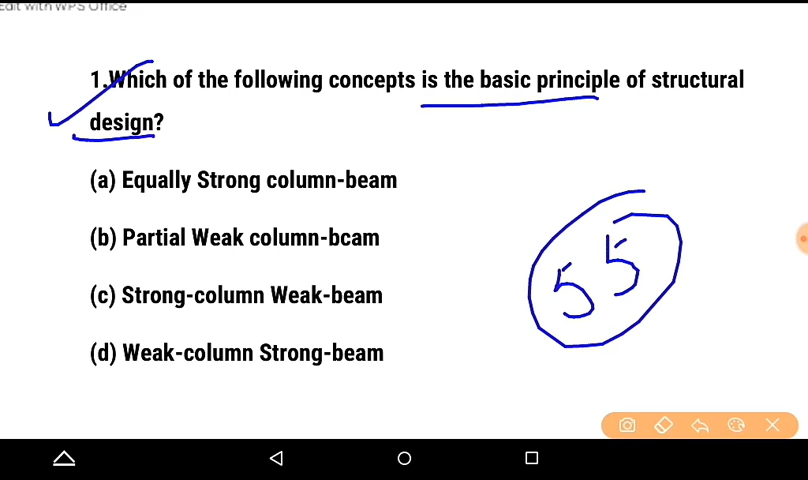 Edit with WPS Office
1.Which of the following concepts is the basic principle of structural
design?
(a) Equally Strong column-beam
(b) Partial Weak column-bcam
(c) Strong-column Weak-beam
(d) Weak-column Strong-beam
55